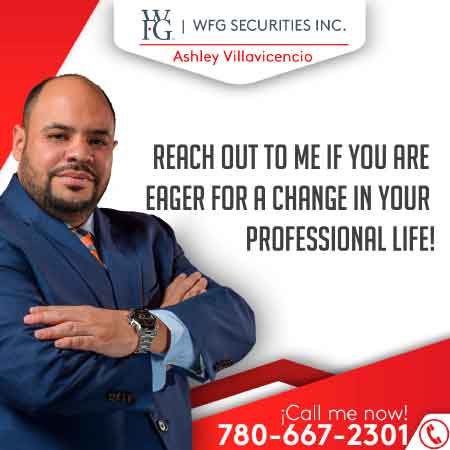 WFG | WFG SECURITIES INC.
Ashley Villavicencio
REACH OUT TO ME IF YOU ARE
EAGER FOR A CHANGE IN YOUR
PROFESSIONAL LIFE!
¡Call me now!
780-667-2301